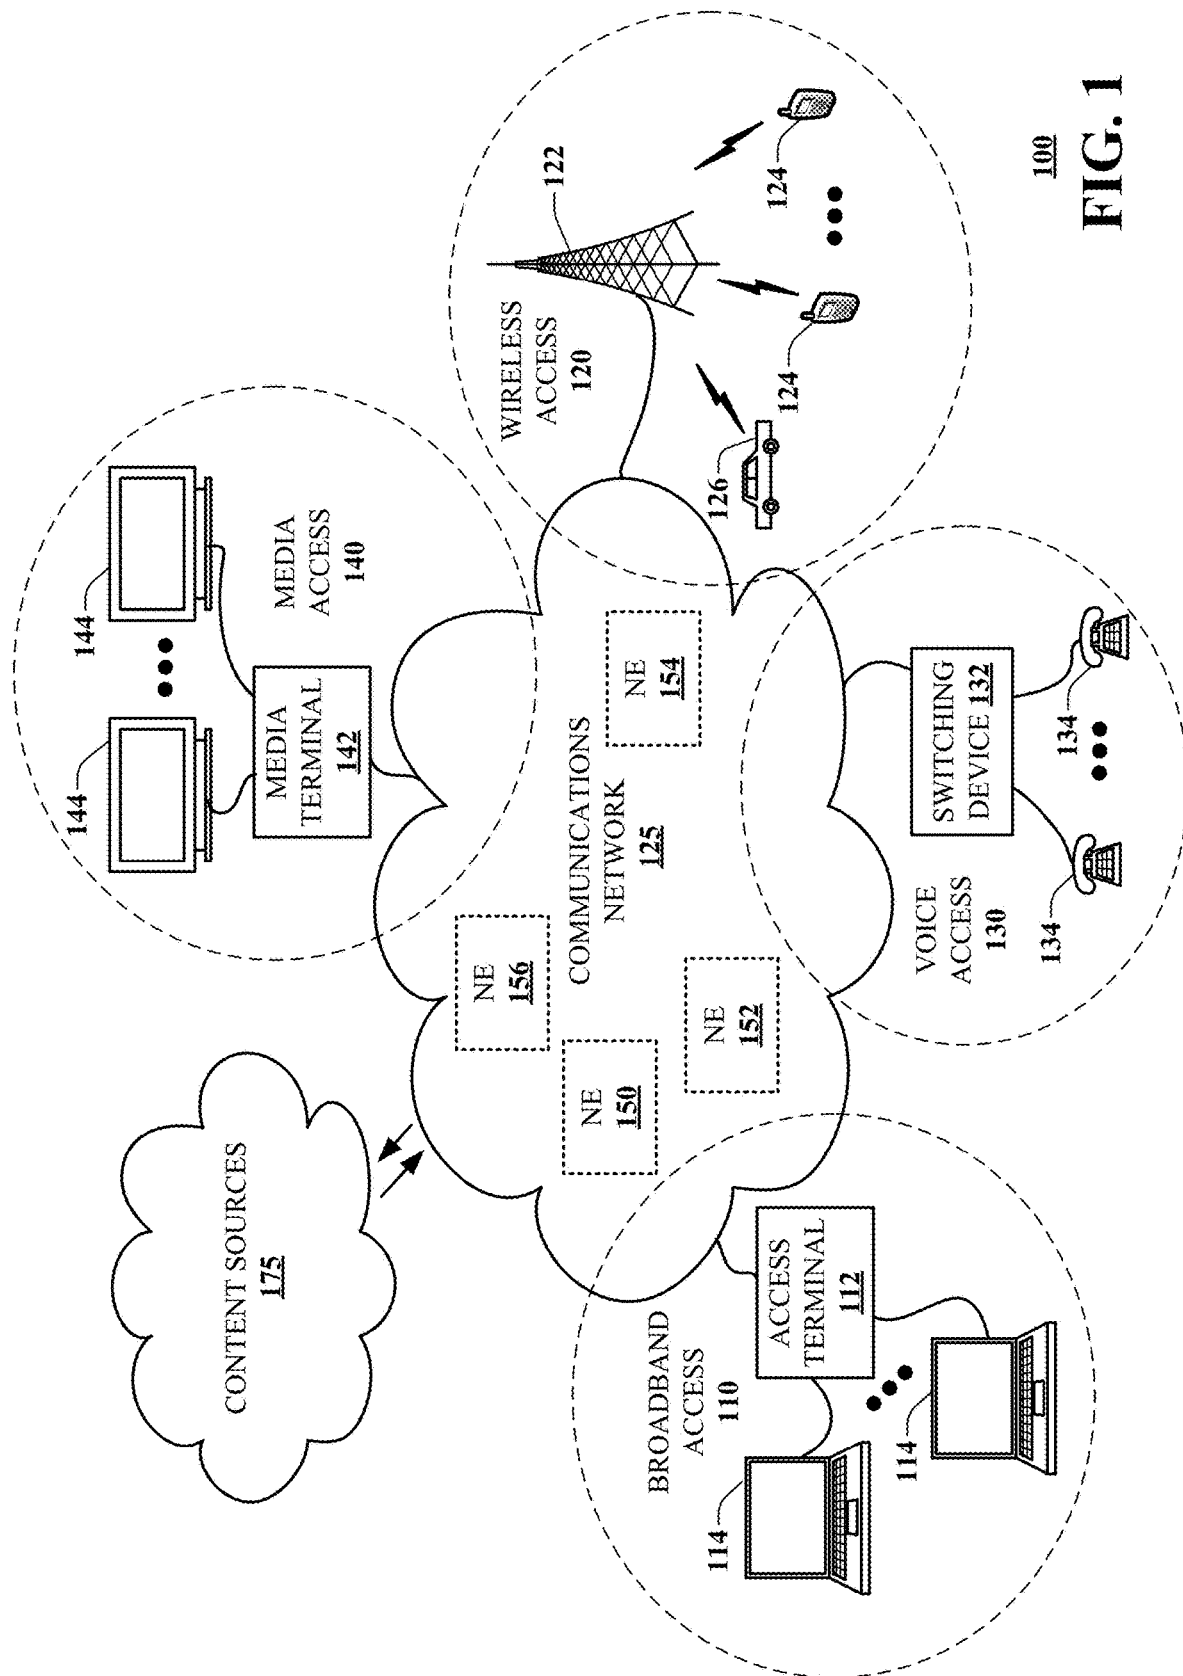 CONTENT SOURCES
175
144
144
MEDIA
TERMINAL
142
MEDIA
ACCESS
140
BROADBAND
ACCESS
110
114
114
ACCESS
TERMINAL
112
NE
150
NE
156
NE
152
NE
154
COMMUNICATIONS
NETWORK
125
WIRELESS
ACCESS
120
122
124
124
126
VOICE
ACCESS
130
SWITCHING
DEVICE 132
134
134
100
FIG. 1